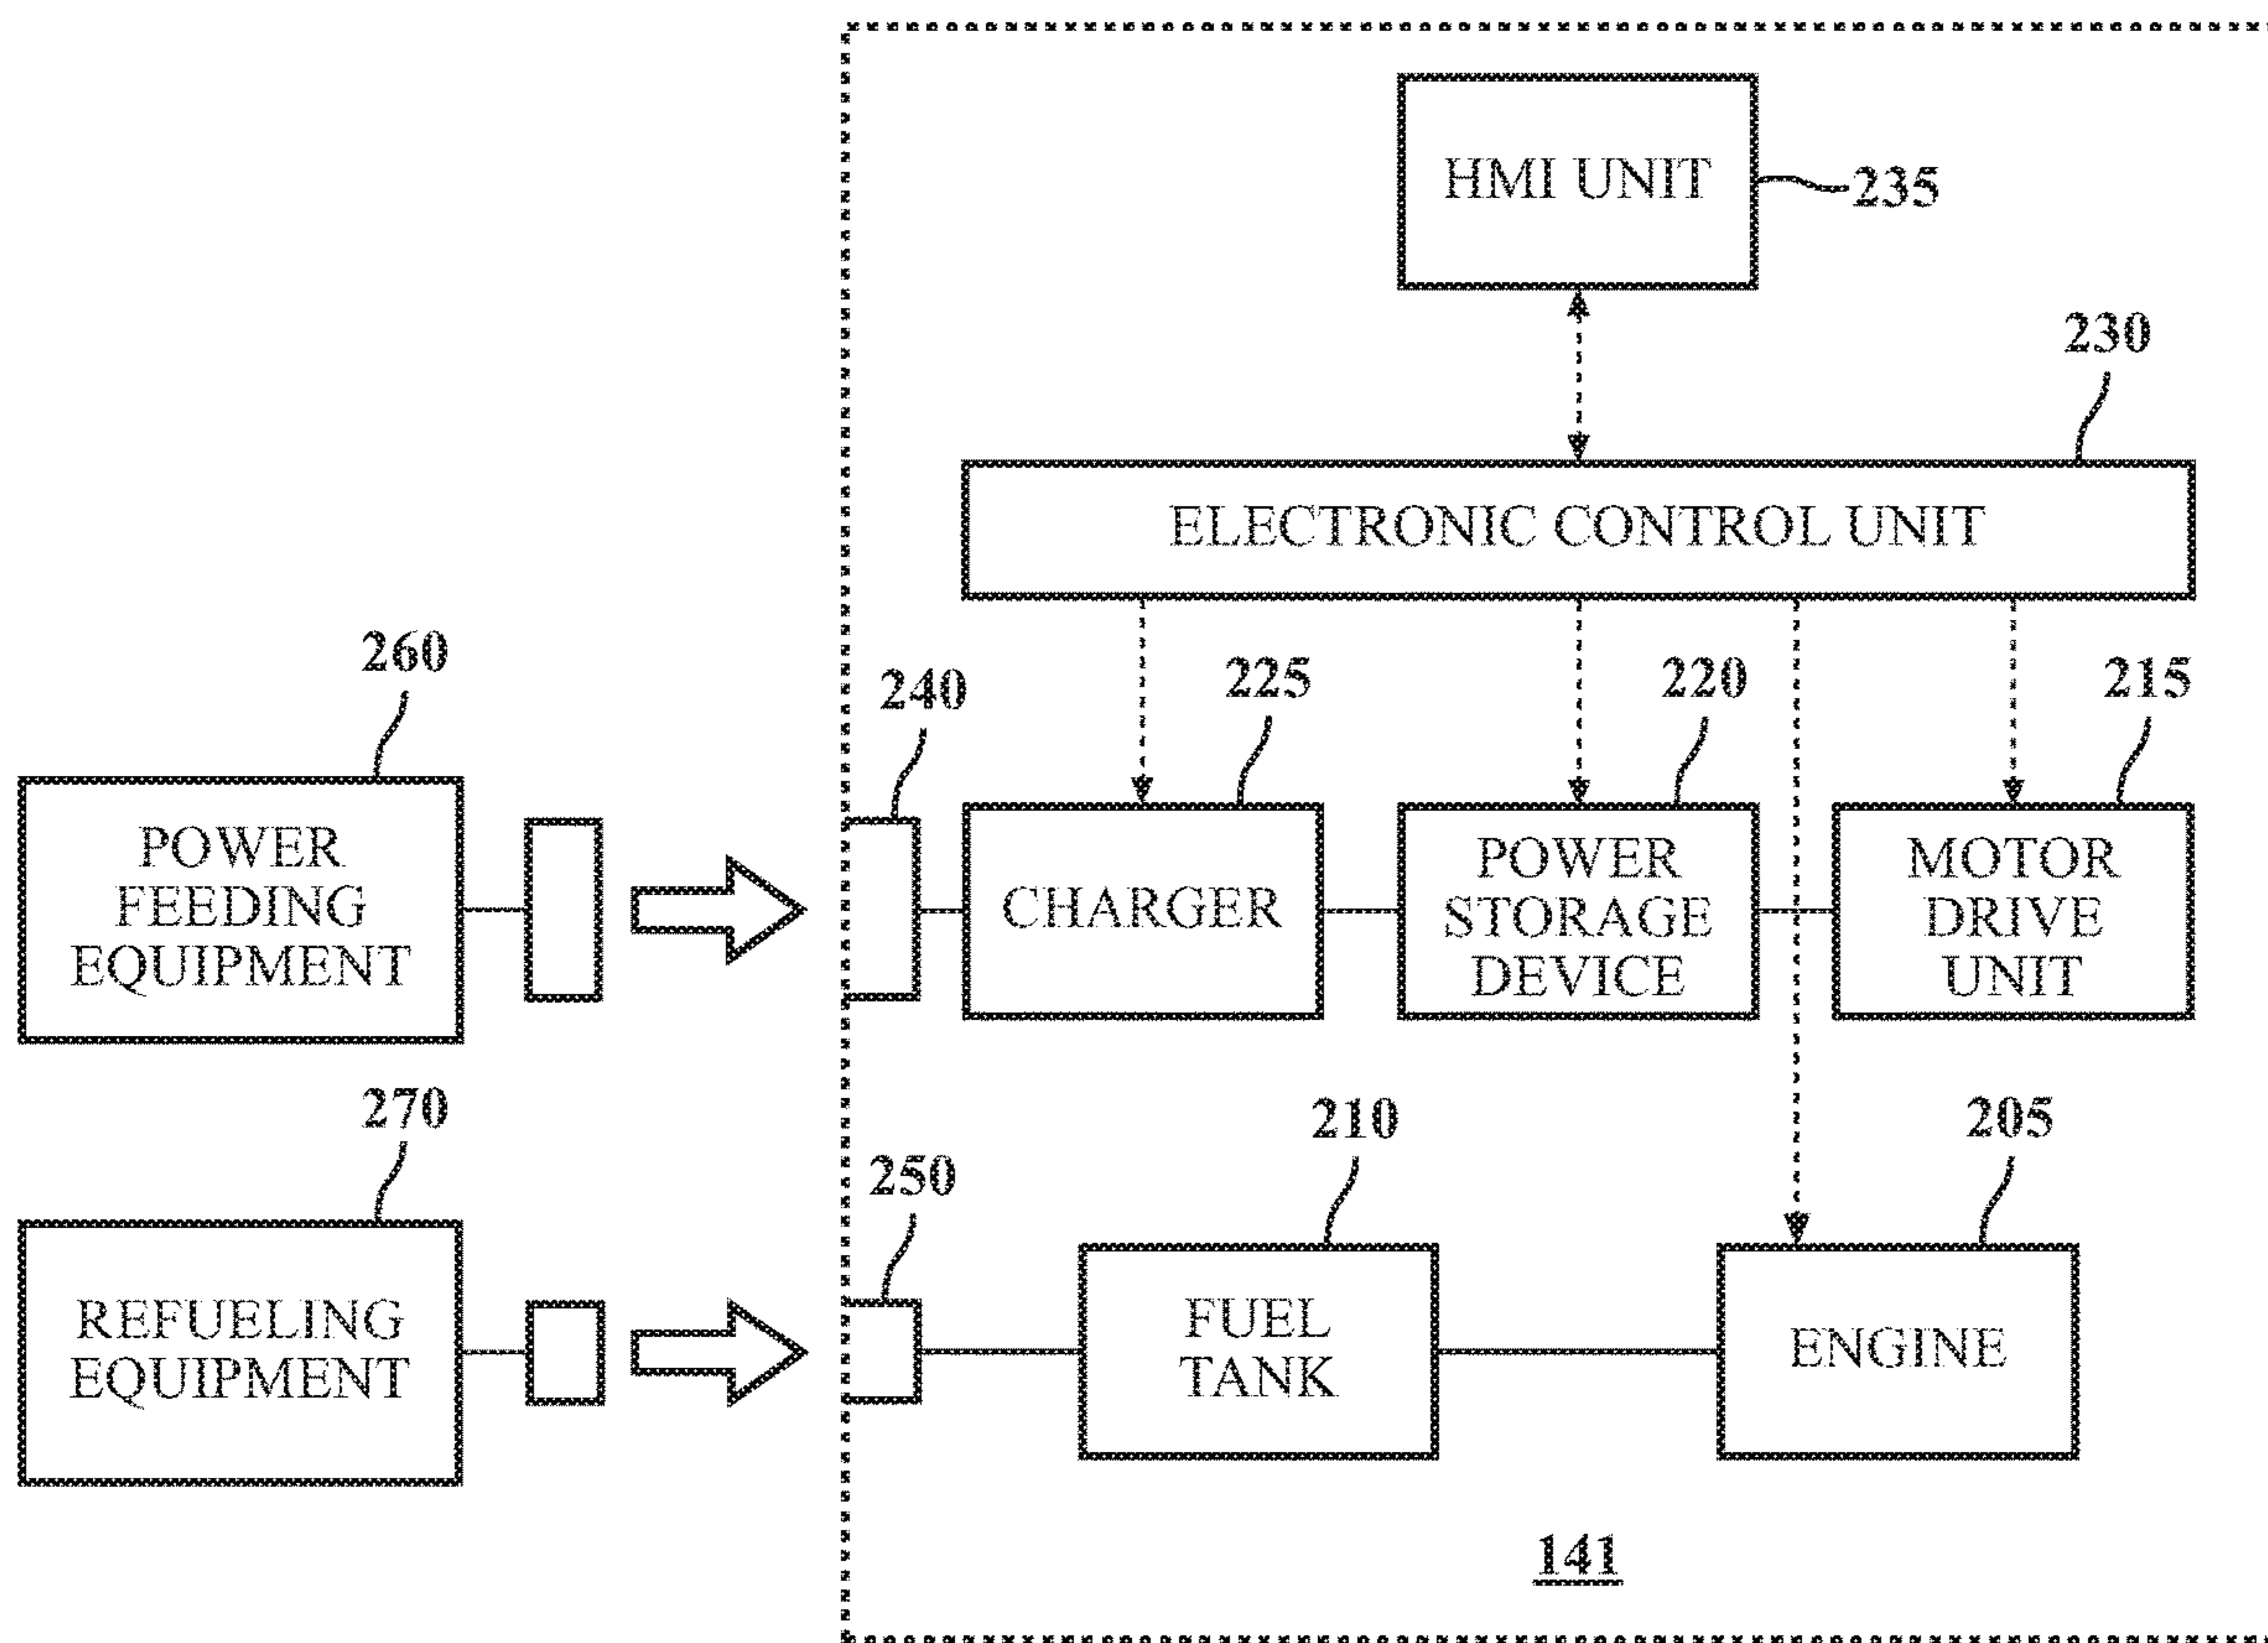 HMI UNIT
235
230
ELECTRONIC CONTROL UNIT
260
240
225
220
215
POWER
FEEDING
EQUIPMENT
CHARGER
POWER
STORAGE
DEVICE
MOTOR
DRIVE
UNIT
270
250
210
205
REFUELING
EQUIPMENT
FUEL
TANK
ENGINE
141